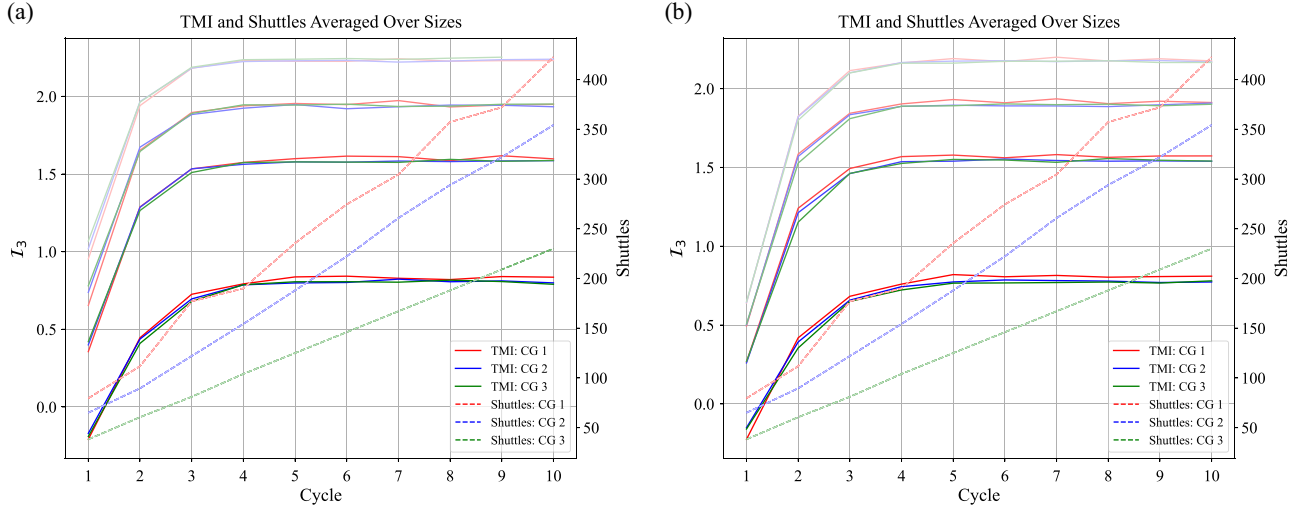 (a)
TMI and Shuttles Averaged Over Sizes
2.0
1.5
1.0
0.5
0.0
I₃
400
350
300
250
200
150
100
50
Shuttles
TMI: CG 1
TMI: CG 2
TMI: CG 3
Shuttles: CG 1
Shuttles: CG 2
Shuttles: CG 3
1 2 3 4 5 6 7 8 9 10
Cycle
(b)
TMI and Shuttles Averaged Over Sizes
2.0
1.5
1.0
0.5
0.0
I₃
400
350
300
250
200
150
100
50
Shuttles
TMI: CG 1
TMI: CG 2
TMI: CG 3
Shuttles: CG 1
Shuttles: CG 2
Shuttles: CG 3
1 2 3 4 5 6 7 8 9 10
Cycle